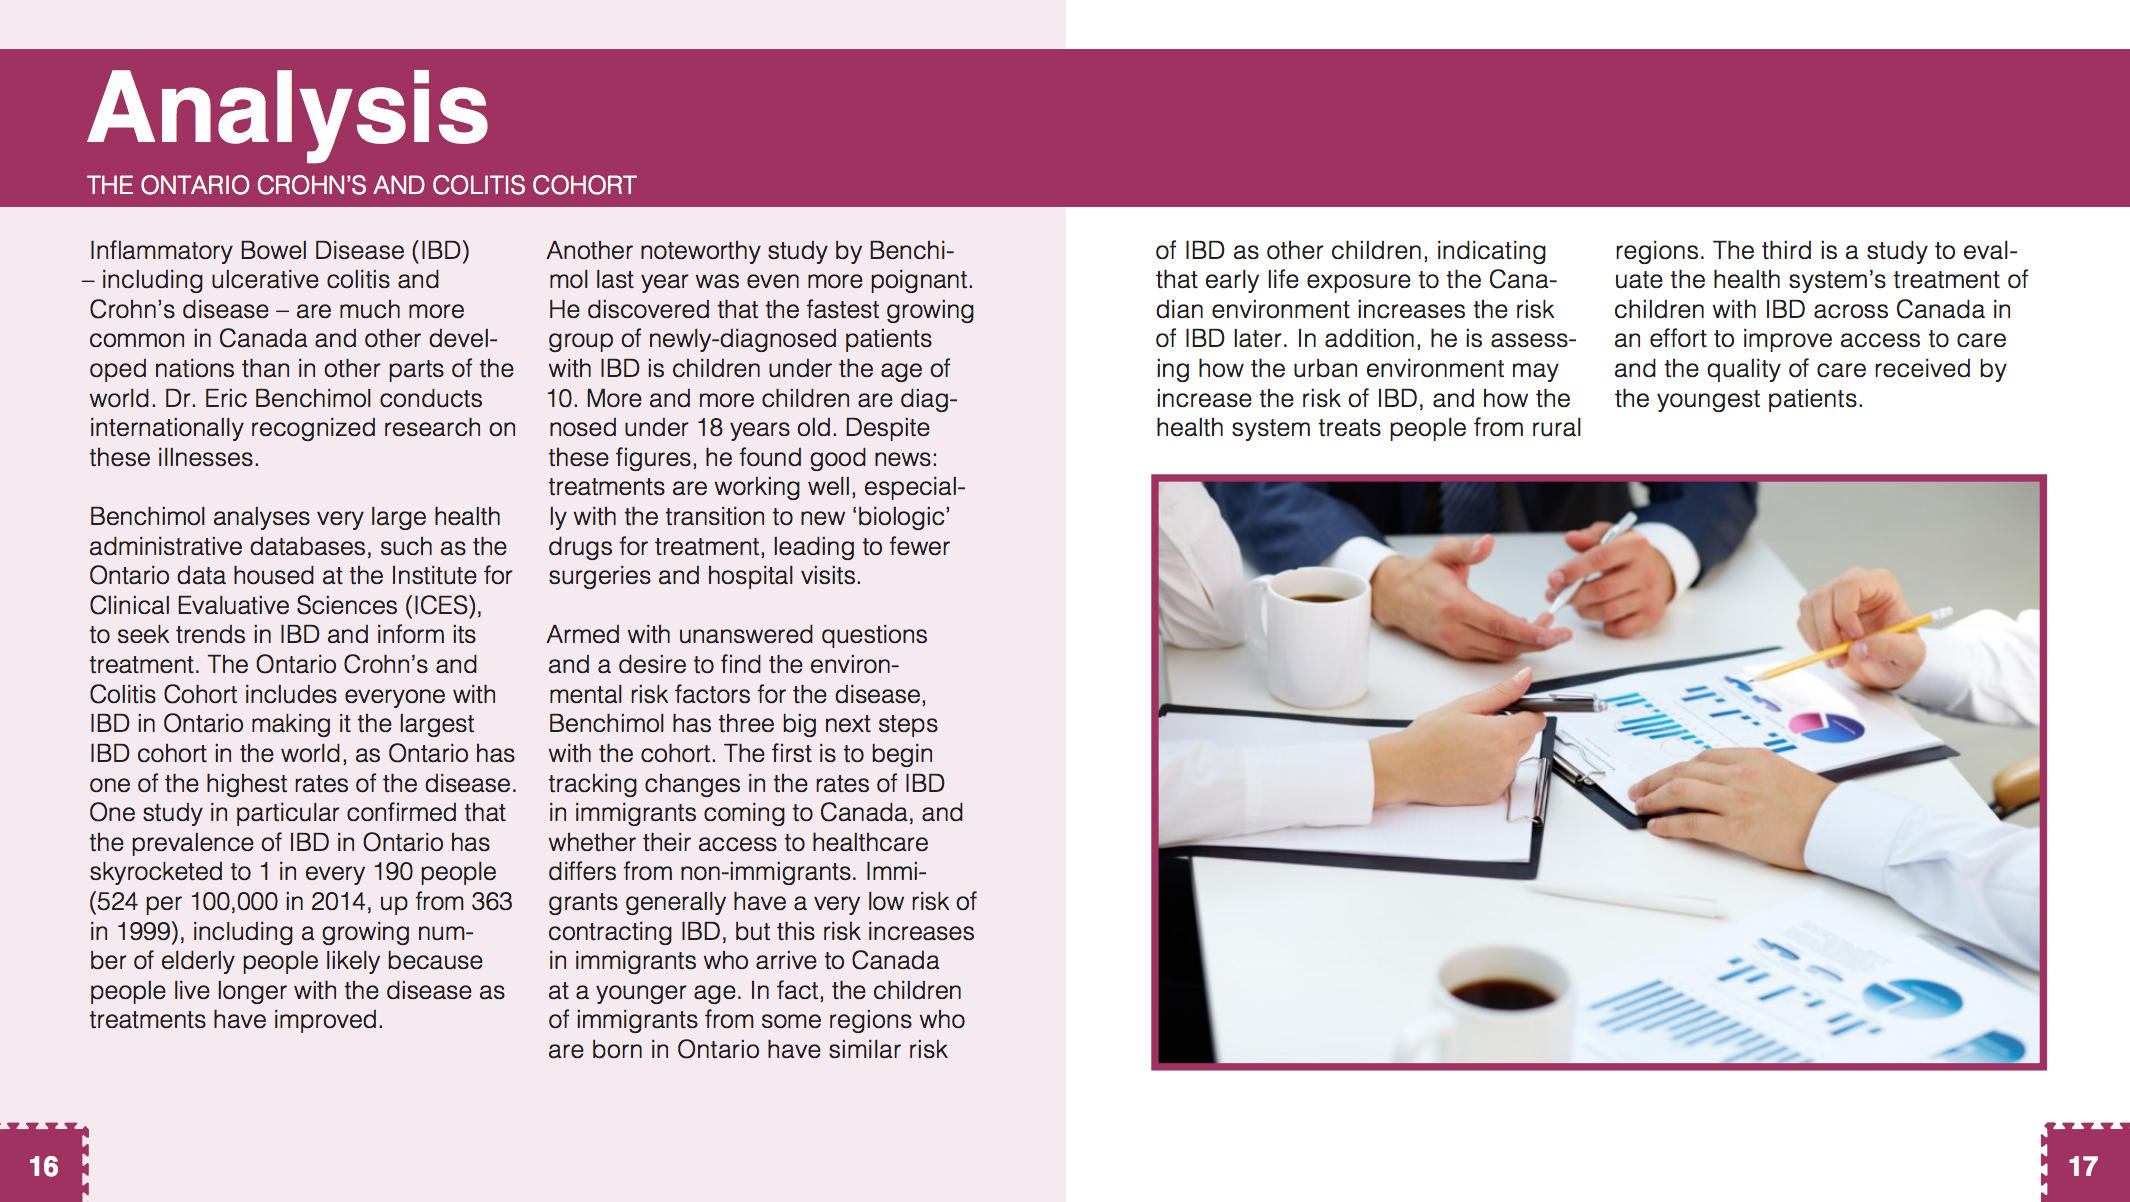 Analysis
THE ONTARIO CROHN'S AND COLITIS COHORT
Inflammatory Bowel Disease (IBD)
– including ulcerative colitis and
Crohn's disease – are much more
common in Canada and other devel-
oped nations than in other parts of the
world. Dr. Eric Benchimol conducts
internationally recognized research on
these illnesses.
Benchimol analyses very large health
administrative databases, such as the
Ontario data housed at the Institute for
Clinical Evaluative Sciences (ICES),
to seek trends in IBD and inform its
treatment. The Ontario Crohn's and
Colitis Cohort includes everyone with
IBD in Ontario making it the largest
IBD cohort in the world, as Ontario has
one of the highest rates of the disease.
One study in particular confirmed that
the prevalence of IBD in Ontario has
skyrocketed to 1 in every 190 people
(524 per 100,000 in 2014, up from 363
in 1999), including a growing num-
ber of elderly people likely because
people live longer with the disease as
treatments have improved.
Another noteworthy study by Benchi-
mol last year was even more poignant.
He discovered that the fastest growing
group of newly-diagnosed patients
with IBD is children under the age of
10. More and more children are diag-
nosed under 18 years old. Despite
these figures, he found good news:
treatments are working well, especial-
ly with the transition to new 'biologic'
drugs for treatment, leading to fewer
surgeries and hospital visits.
Armed with unanswered questions
and a desire to find the environ-
mental risk factors for the disease,
Benchimol has three big next steps
with the cohort. The first is to begin
tracking changes in the rates of IBD
in immigrants coming to Canada, and
whether their access to healthcare
differs from non-immigrants. Immi-
grants generally have a very low risk of
contracting IBD, but this risk increases
in immigrants who arrive to Canada
at a younger age. In fact, the children
of immigrants from some regions who
are born in Ontario have similar risk
of IBD as other children, indicating
that early life exposure to the Cana-
dian environment increases the risk
of IBD later. In addition, he is assess-
ing how the urban environment may
increase the risk of IBD, and how the
health system treats people from rural
regions. The third is a study to eval-
uate the health system's treatment of
children with IBD across Canada in
an effort to improve access to care
and the quality of care received by
the youngest patients.
16
17